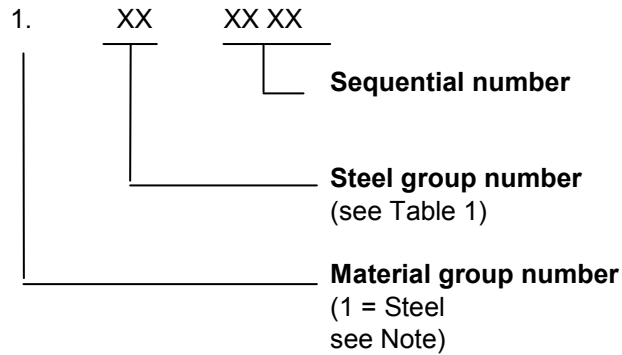 1. XX XX XX
Sequential number
Steel group number
(see Table 1)
Material group number
(1 = Steel
see Note)